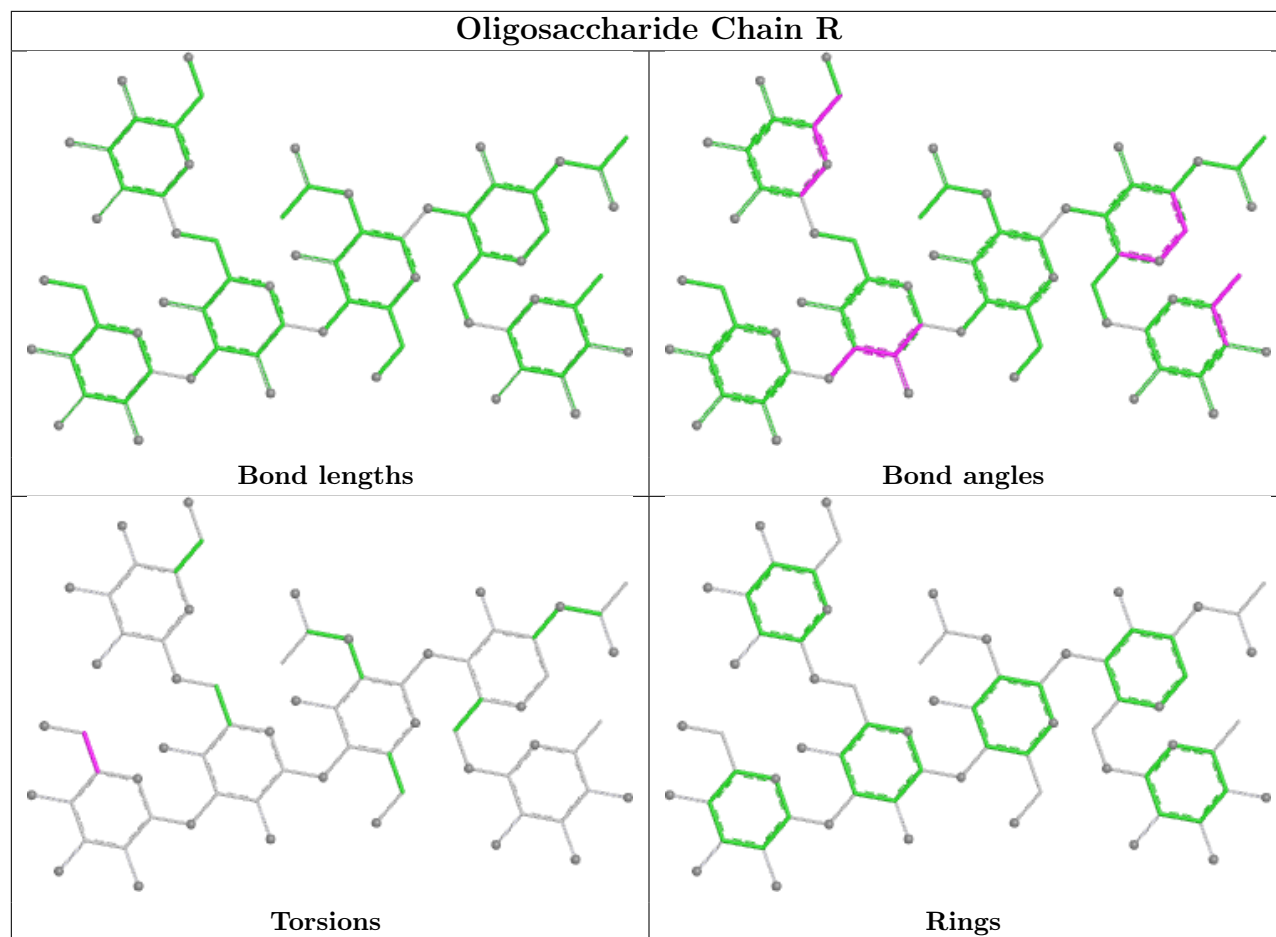 Oligosaccharide Chain R
Bond lengths
Bond angles
Torsions
Rings